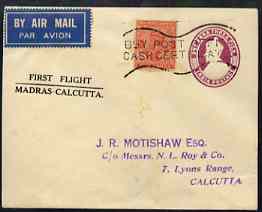 BY AIR MAIL
PAR AVION
BUY POST
CASH CERT
FIRST FLIGHT
MADRAS-CALCUTTA.
J. R. MOTISHAW ESQ.
C/o Messrs. N. L. Roy & Co.
7, Lyons Range,
CALCUTTA.